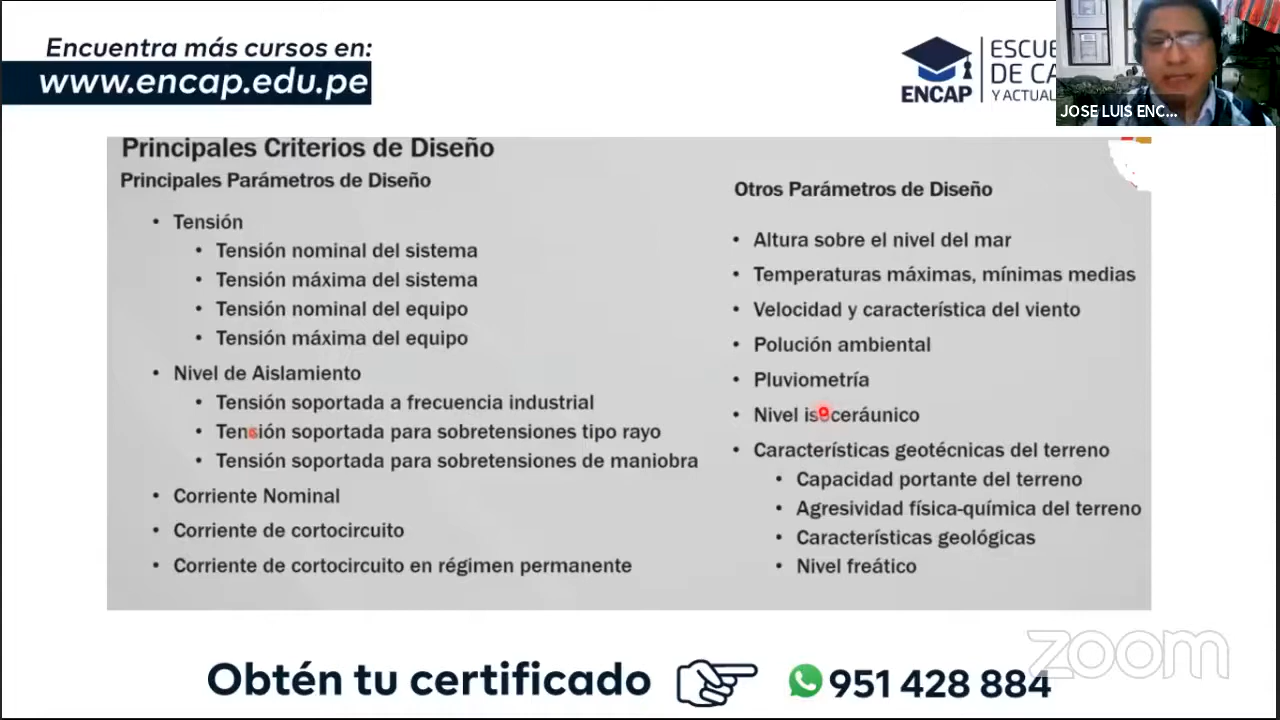 Encuentra más cursos en:
www.encap.edu.pe
ENCAP
ESCUE
DE CA
Y ACTUAL
JOSE LUIS ENC...
Principales Criterios de Diseño
Principales Parámetros de Diseño
• Tensión
• Tensión nominal del sistema
• Tensión máxima del sistema
• Tensión nominal del equipo
• Tensión máxima del equipo
• Nivel de Aislamiento
• Tensión soportada a frecuencia industrial
• Tensión soportada para sobretensiones tipo rayo
• Tensión soportada para sobretensiones de maniobra
• Corriente Nominal
• Corriente de cortocircuito
• Corriente de cortocircuito en régimen permanente
Otros Parámetros de Diseño
• Altura sobre el nivel del mar
• Temperaturas máximas, mínimas medias
• Velocidad y característica del viento
• Polución ambiental
• Pluviometría
• Nivel isoceráunico
• Características geotécnicas del terreno
• Capacidad portante del terreno
• Agresividad física-química del terreno
• Características geológicas
• Nivel freático
Obtén tu certificado
951 428 884
zoom